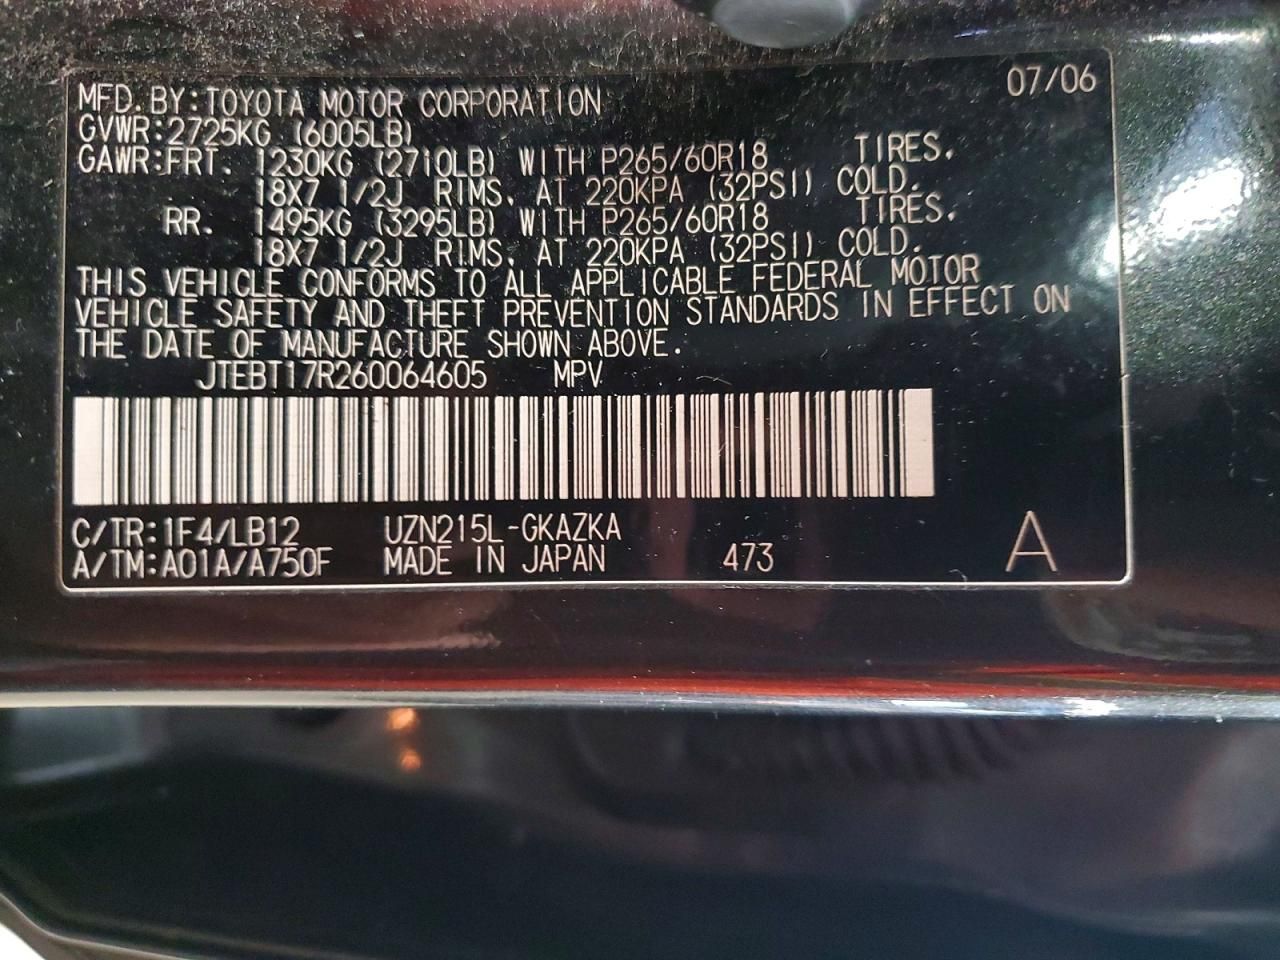 07/06
MFD. BY: TOYOTA MOTOR CORPORATION
GVWR: 2725KG (6005LB)
GAWR: FRT. 1230KG (2710LB) WITH P265/60R18 TIRES.
18X7 1/2J RIMS, AT 220KPA (32PSI) COLD.
RR. 1495KG (3295LB) WITH P265/60R18 TIRES.
18X7 1/2J RIMS, AT 220KPA (32PSI) COLD.
THIS VEHICLE CONFORMS TO ALL APPLICABLE FEDERAL MOTOR
VEHICLE SAFETY AND THEFT PREVENTION STANDARDS IN EFFECT ON
THE DATE OF MANUFACTURE SHOWN ABOVE.
JTEBT17R260064605 MPV
C/TR: 1F4/LB12 UZN215L-GKAZKA
A/TM: A01A/A750F MADE IN JAPAN 473 A